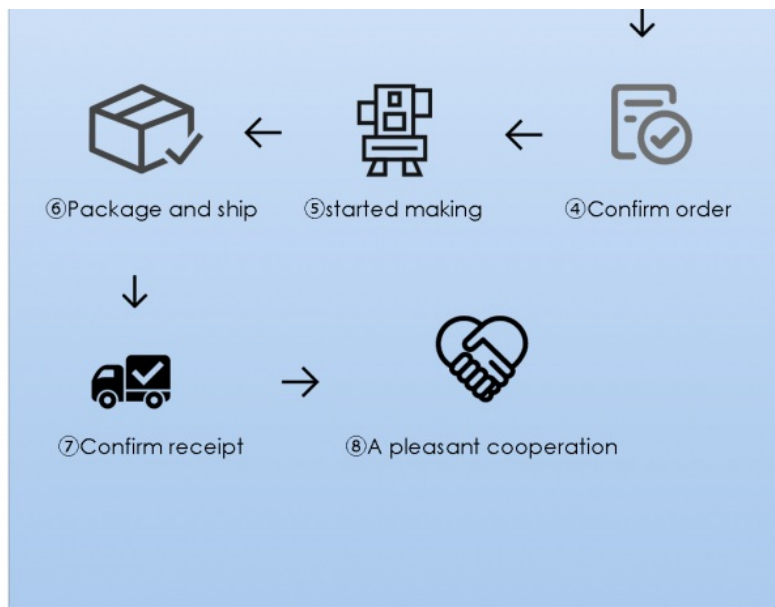 ⑥Package and ship
⑤started making
④Confirm order
⑦Confirm receipt
⑧A pleasant cooperation